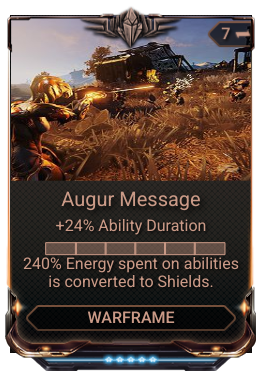 7
Augur Message
+24% Ability Duration
240% Energy spent on abilities
is converted to Shields.
WARFRAME